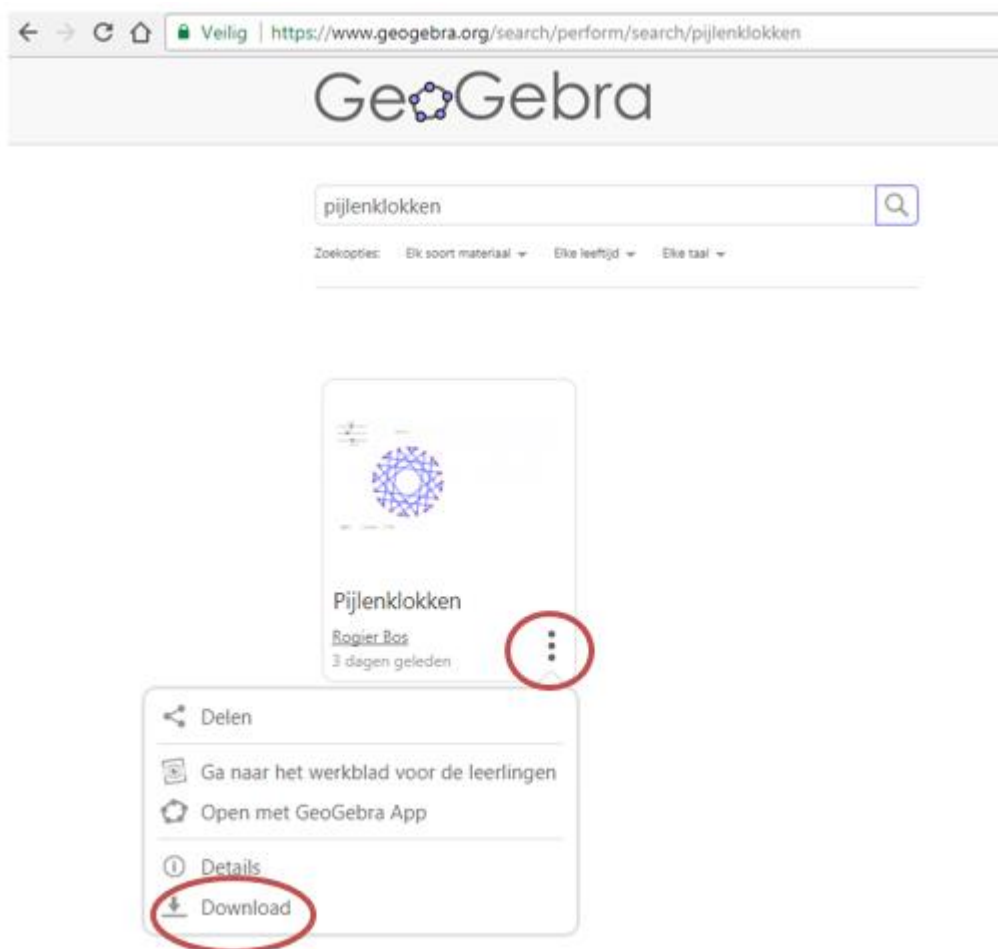 Veilig | https://www.geogebra.org/search/perform/search/pijlenklokken
GeoGebra
pijlenklokken
Zoekopties: Elk soort materiaal Elke leeftijd Elke taal
Pijlenklokken
Rogier Bos
3 dagen geleden
Delen
Ga naar het werkblad voor de leerlingen
Open met GeoGebra App
Details
Download